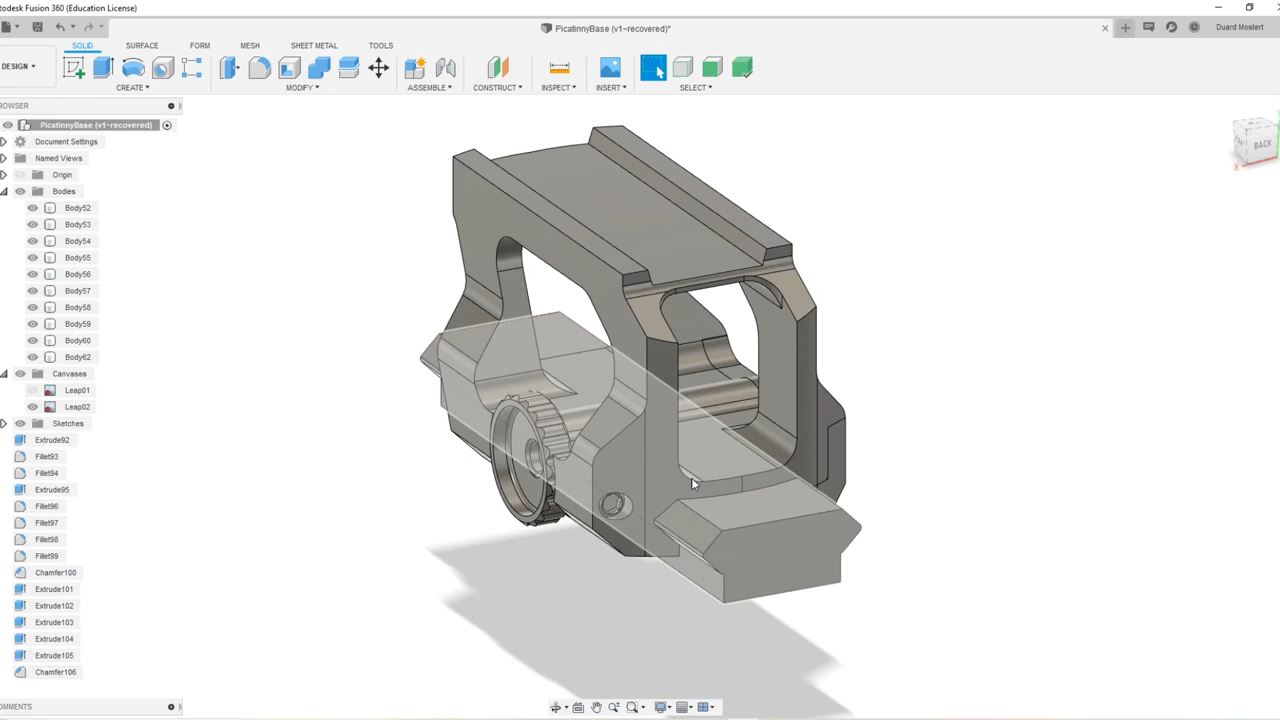 utodesk Fusion 360 (Education License)
PicatinnyBase (v1~recovered)*
Duard Mostert
SOLID SURFACE FORM MESH SHEET METAL TOOLS
DESIGN
CREATE MODIFY ASSEMBLE CONSTRUCT INSPECT INSERT SELECT
ROWSER
PicatinnyBase (v1~recovered)
Document Settings
Named Views
Origin
Bodies
Body52
Body53
Body54
Body55
Body56
Body57
Body58
Body59
Body60
Body62
Canvases
Leap01
Leap02
Sketches
Extrude92
Fillet93
Fillet94
Extrude95
Fillet96
Fillet97
Fillet98
Fillet99
Chamfer100
Extrude101
Extrude102
Extrude103
Extrude104
Extrude105
Chamfer106
OMMENTS
BACK
X